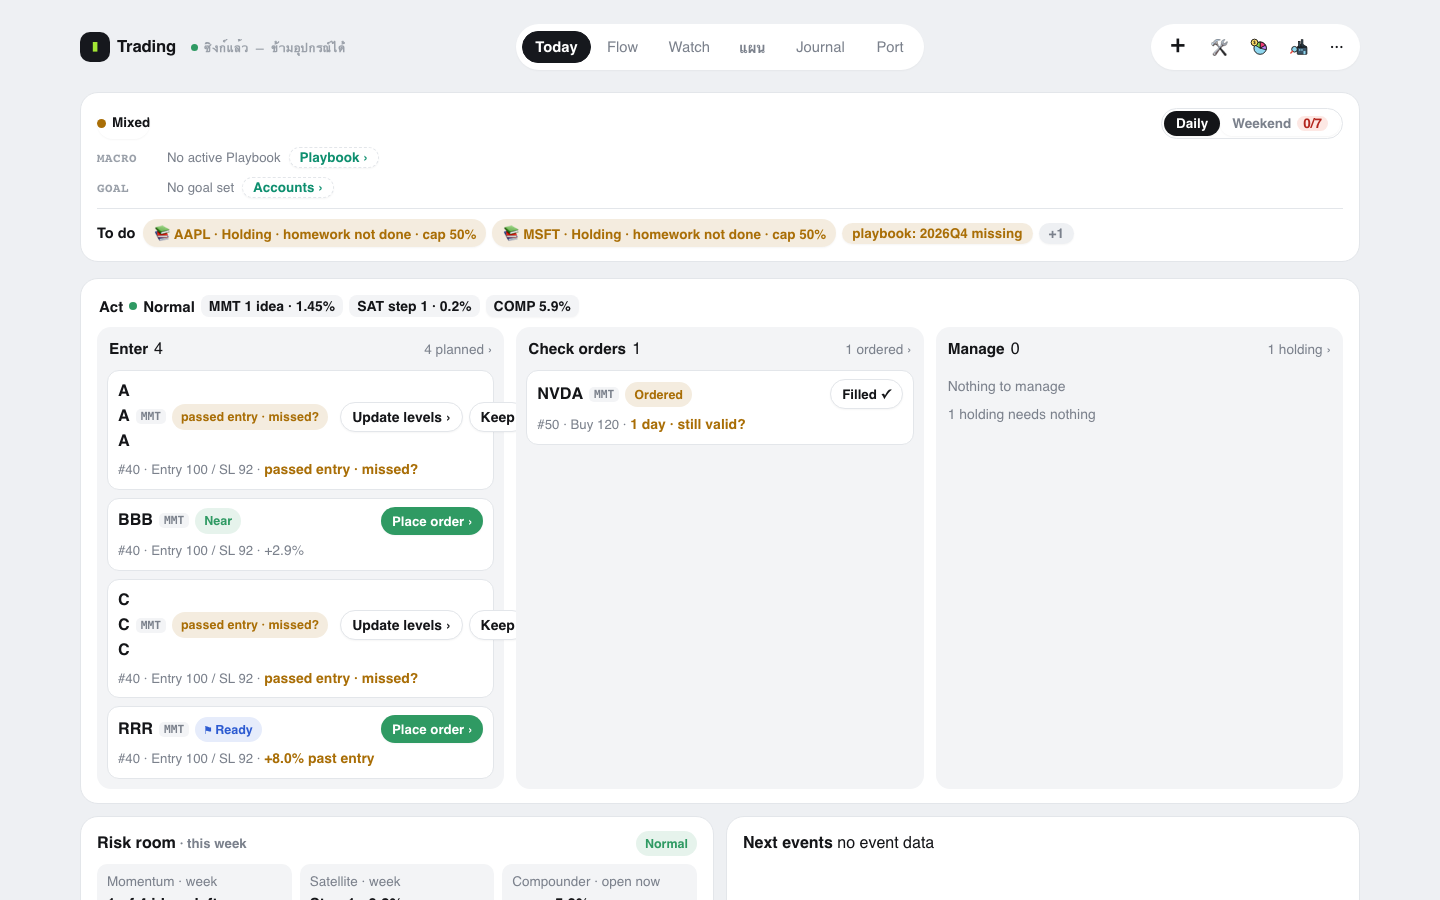 Trading
ซิงก์แล้ว — ข้ามอุปกรณ์ได้
Today Flow Watch แผน Journal Port
+ ···
Mixed
Daily Weekend 0/7
MACRO No active Playbook Playbook ›
GOAL No goal set Accounts ›
To do AAPL · Holding · homework not done · cap 50% MSFT · Holding · homework not done · cap 50% playbook: 2026Q4 missing +1
Act Normal MMT 1 idea · 1.45% SAT step 1 · 0.2% COMP 5.9%
Enter 4 4 planned ›
A
A MMT passed entry · missed? Update levels › Keep
A
#40 · Entry 100 / SL 92 · passed entry · missed?
BBB MMT Near Place order ›
#40 · Entry 100 / SL 92 · +2.9%
C
C MMT passed entry · missed? Update levels › Keep
C
#40 · Entry 100 / SL 92 · passed entry · missed?
RRR MMT Ready Place order ›
#40 · Entry 100 / SL 92 · +8.0% past entry
Check orders 1 1 ordered ›
NVDA MMT Ordered Filled ✓
#50 · Buy 120 · 1 day · still valid?
Manage 0 1 holding ›
Nothing to manage
1 holding needs nothing
Risk room · this week Normal
Momentum · week
Satellite · week
Compounder · open now
Next events no event data